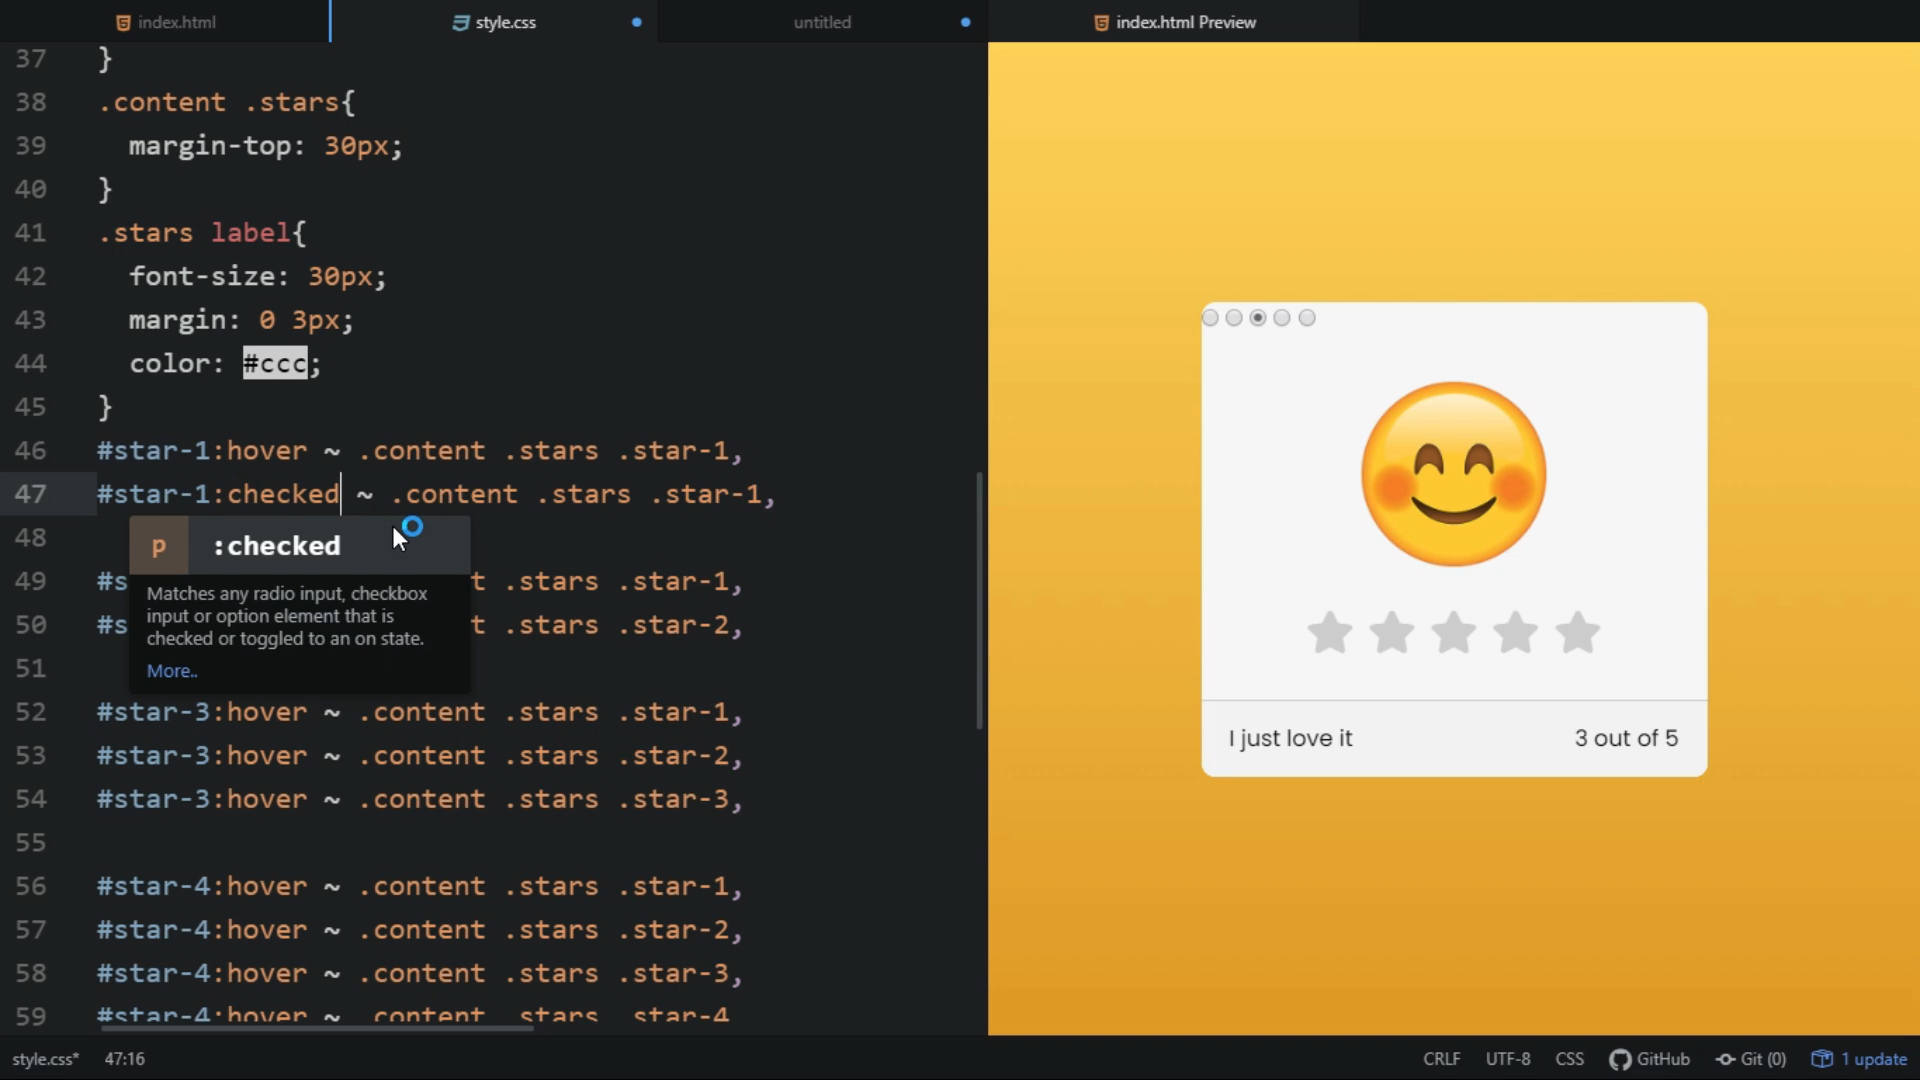 index.html
style.css
untitled
index.html Preview
37 }
38 .content .stars{
39 margin-top: 30px;
40 }
41 .stars label{
42 font-size: 30px;
43 margin: 0 3px;
44 color: #ccc;
45 }
46 #star-1:hover ~ .content .stars .star-1,
47 #star-1:checked ~ .content .stars .star-1,
48
p :checked
Matches any radio input, checkbox
input or option element that is
checked or toggled to an on state.
More..
49 #s t .stars .star-1,
50 #s t .stars .star-2,
51
52 #star-3:hover ~ .content .stars .star-1,
53 #star-3:hover ~ .content .stars .star-2,
54 #star-3:hover ~ .content .stars .star-3,
55
56 #star-4:hover ~ .content .stars .star-1,
57 #star-4:hover ~ .content .stars .star-2,
58 #star-4:hover ~ .content .stars .star-3,
59 #star-4:hover ~ .content .stars .star-4
I just love it
3 out of 5
style.css* 47:16
CRLF UTF-8 CSS GitHub Git (0) 1 update